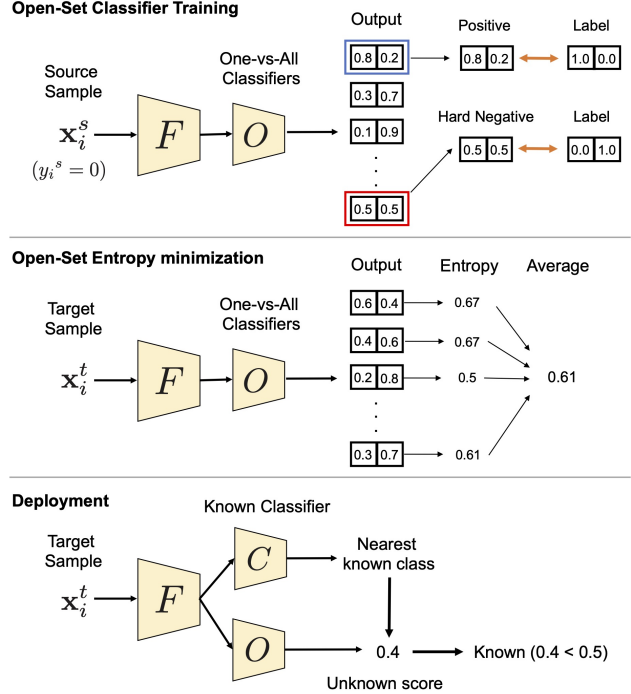 Open-Set Classifier Training
Output
Positive
Label
Source
Sample
One-vs-All
Classifiers
0.8 0.2
0.8 0.2
1.0 0.0
0.3 0.7
x_i^s
F
O
0.1 0.9
Hard Negative
Label
(y_i^s = 0)
0.5 0.5
0.0 1.0
0.5 0.5
Open-Set Entropy minimization
Output
Entropy
Average
Target
Sample
One-vs-All
Classifiers
0.6 0.4
0.67
0.4 0.6
0.67
x_i^t
F
O
0.2 0.8
0.5
0.61
0.3 0.7
0.61
Deployment
Known Classifier
Target
Sample
C
Nearest
known class
x_i^t
F
O
0.4
Known (0.4 < 0.5)
Unknown score